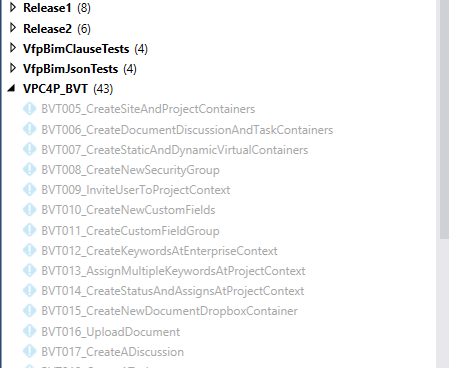 Release1 (8)
Release2 (6)
VfpBimClauseTests (4)
VfpBimJsonTests (4)
VPC4P_BVT (43)
BVT005_CreateSiteAndProjectContainers
BVT006_CreateDocumentDiscussionAndTaskContainers
BVT007_CreateStaticAndDynamicVirtualContainers
BVT008_CreateNewSecurityGroup
BVT009_InviteUserToProjectContext
BVT010_CreateNewCustomFields
BVT011_CreateCustomFieldGroup
BVT012_CreateKeywordsAtEnterpriseContext
BVT013_AssignMultipleKeywordsAtProjectContext
BVT014_CreateStatusAndAssignsAtProjectContext
BVT015_CreateNewDocumentDropboxContainer
BVT016_UploadDocument
BVT017_CreateADiscussion